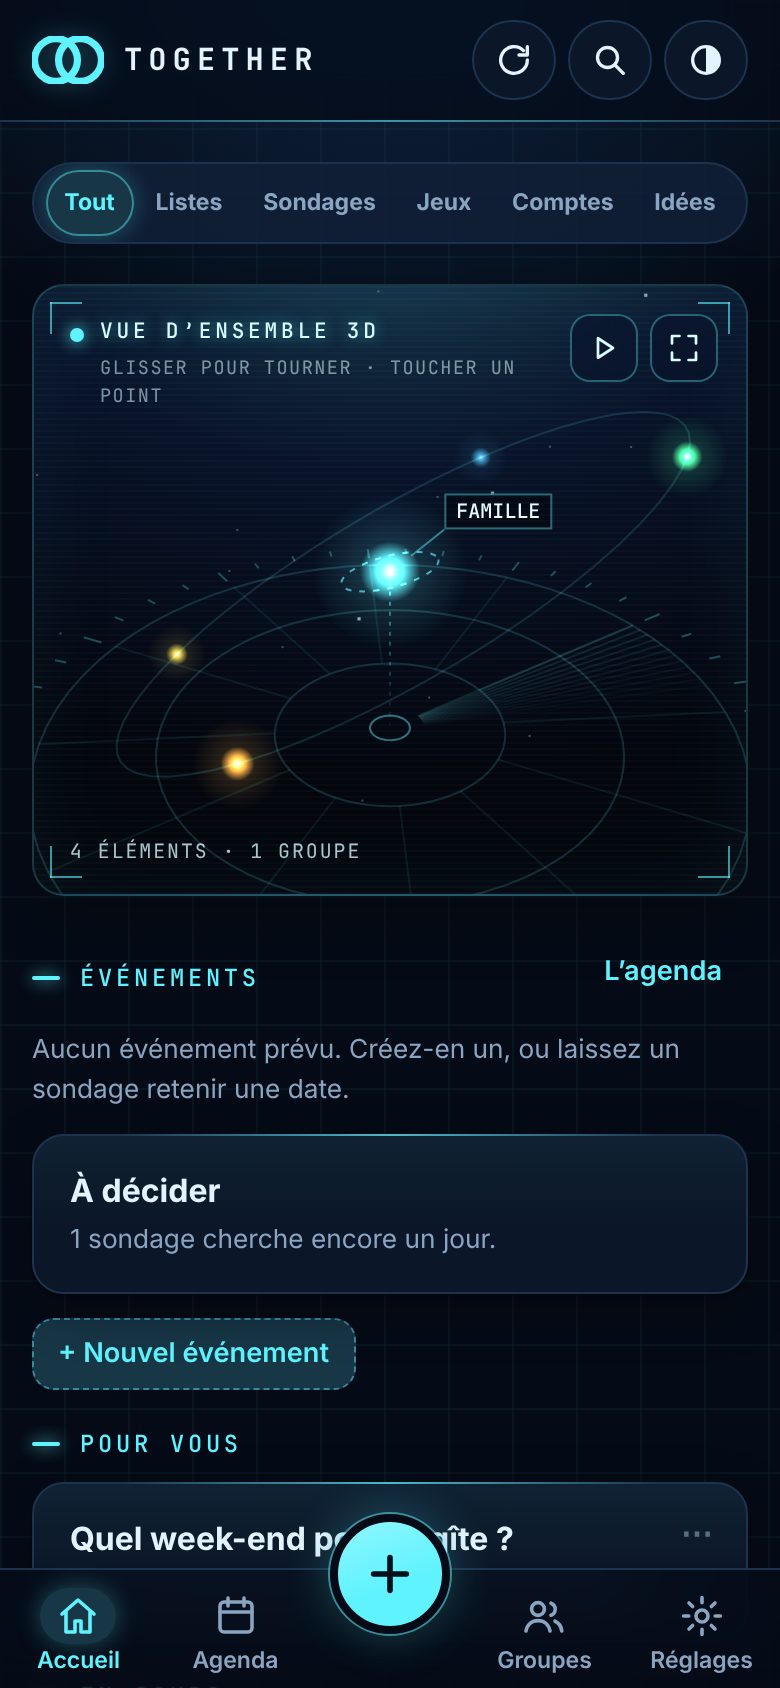 TOGETHER
Tout Listes Sondages Jeux Comptes Idées
VUE D’ENSEMBLE 3D
GLISSER POUR TOURNER · TOUCHER UN
POINT
FAMILLE
4 ÉLÉMENTS · 1 GROUPE
ÉVÉNEMENTS
L’agenda
Aucun événement prévu. Créez-en un, ou laissez un
sondage retenir une date.
À décider
1 sondage cherche encore un jour.
+ Nouvel événement
POUR VOUS
Quel week-end gîte ?
Accueil Agenda Groupes Réglages